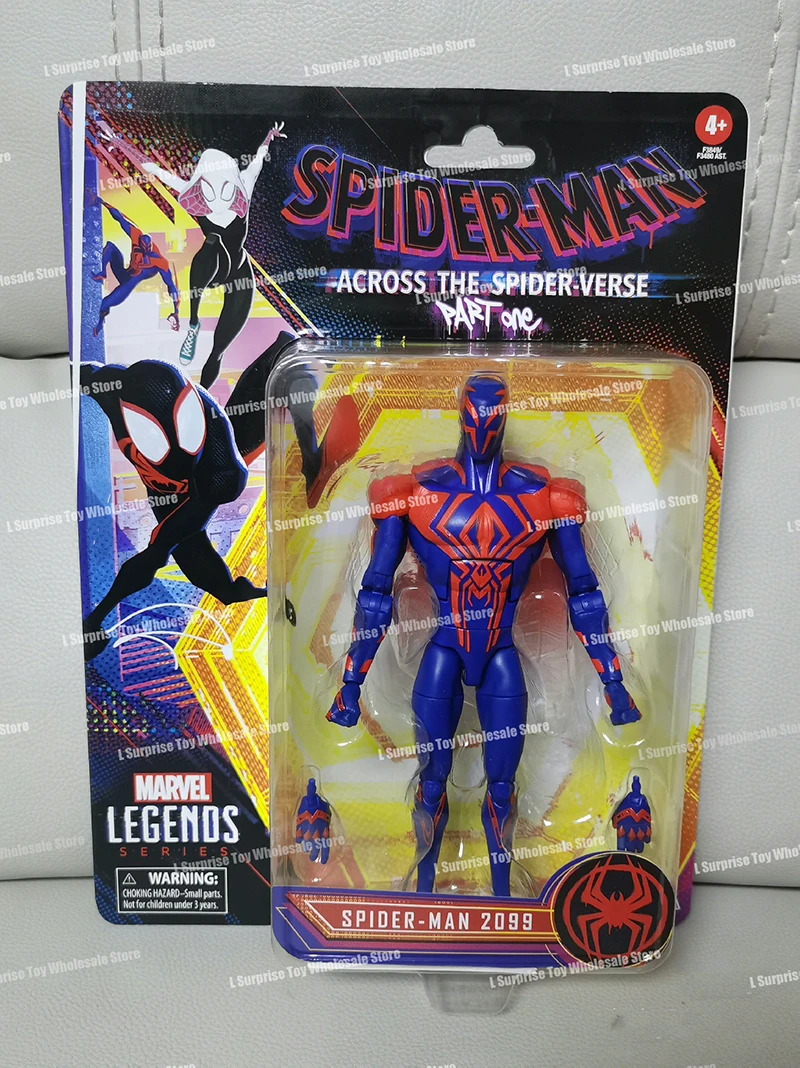 L Surprise Toy Wholesale Store
4+
F3849/
F3480 AST.
SPIDER-MAN
ACROSS THE SPIDER-VERSE
PART ONE
MARVEL
LEGENDS
SERIES
WARNING:
CHOKING HAZARD–Small parts.
Not for children under 3 years.
SPIDER-MAN 2099